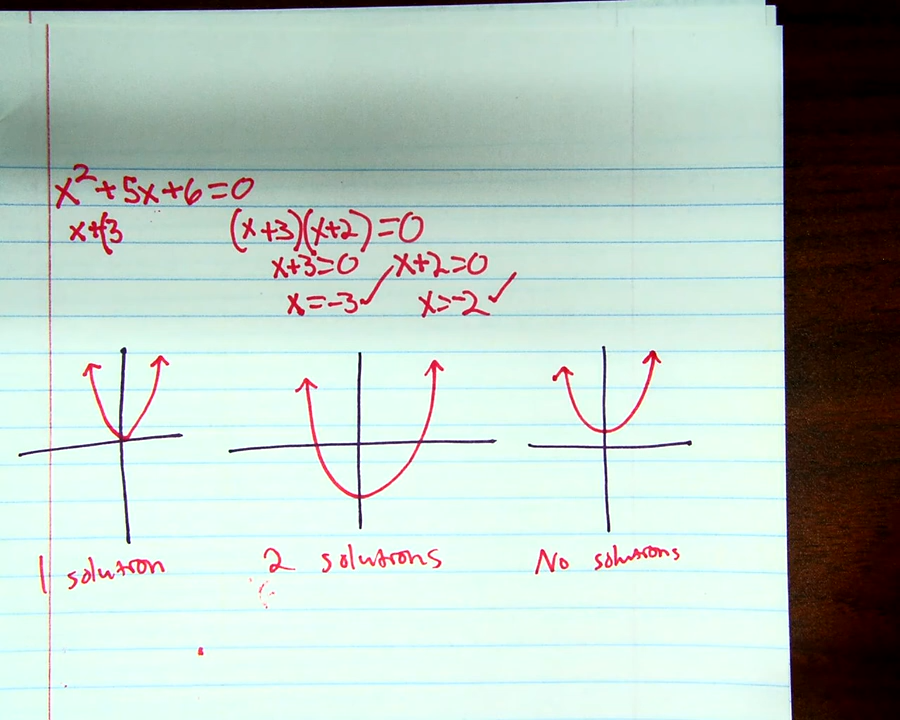 x²+5x+6=0
x+3 (x+3)(x+2)=0
x+3=0 x+2=0
x=-3✓ x=-2✓
1 solution 2 solutions No solutions